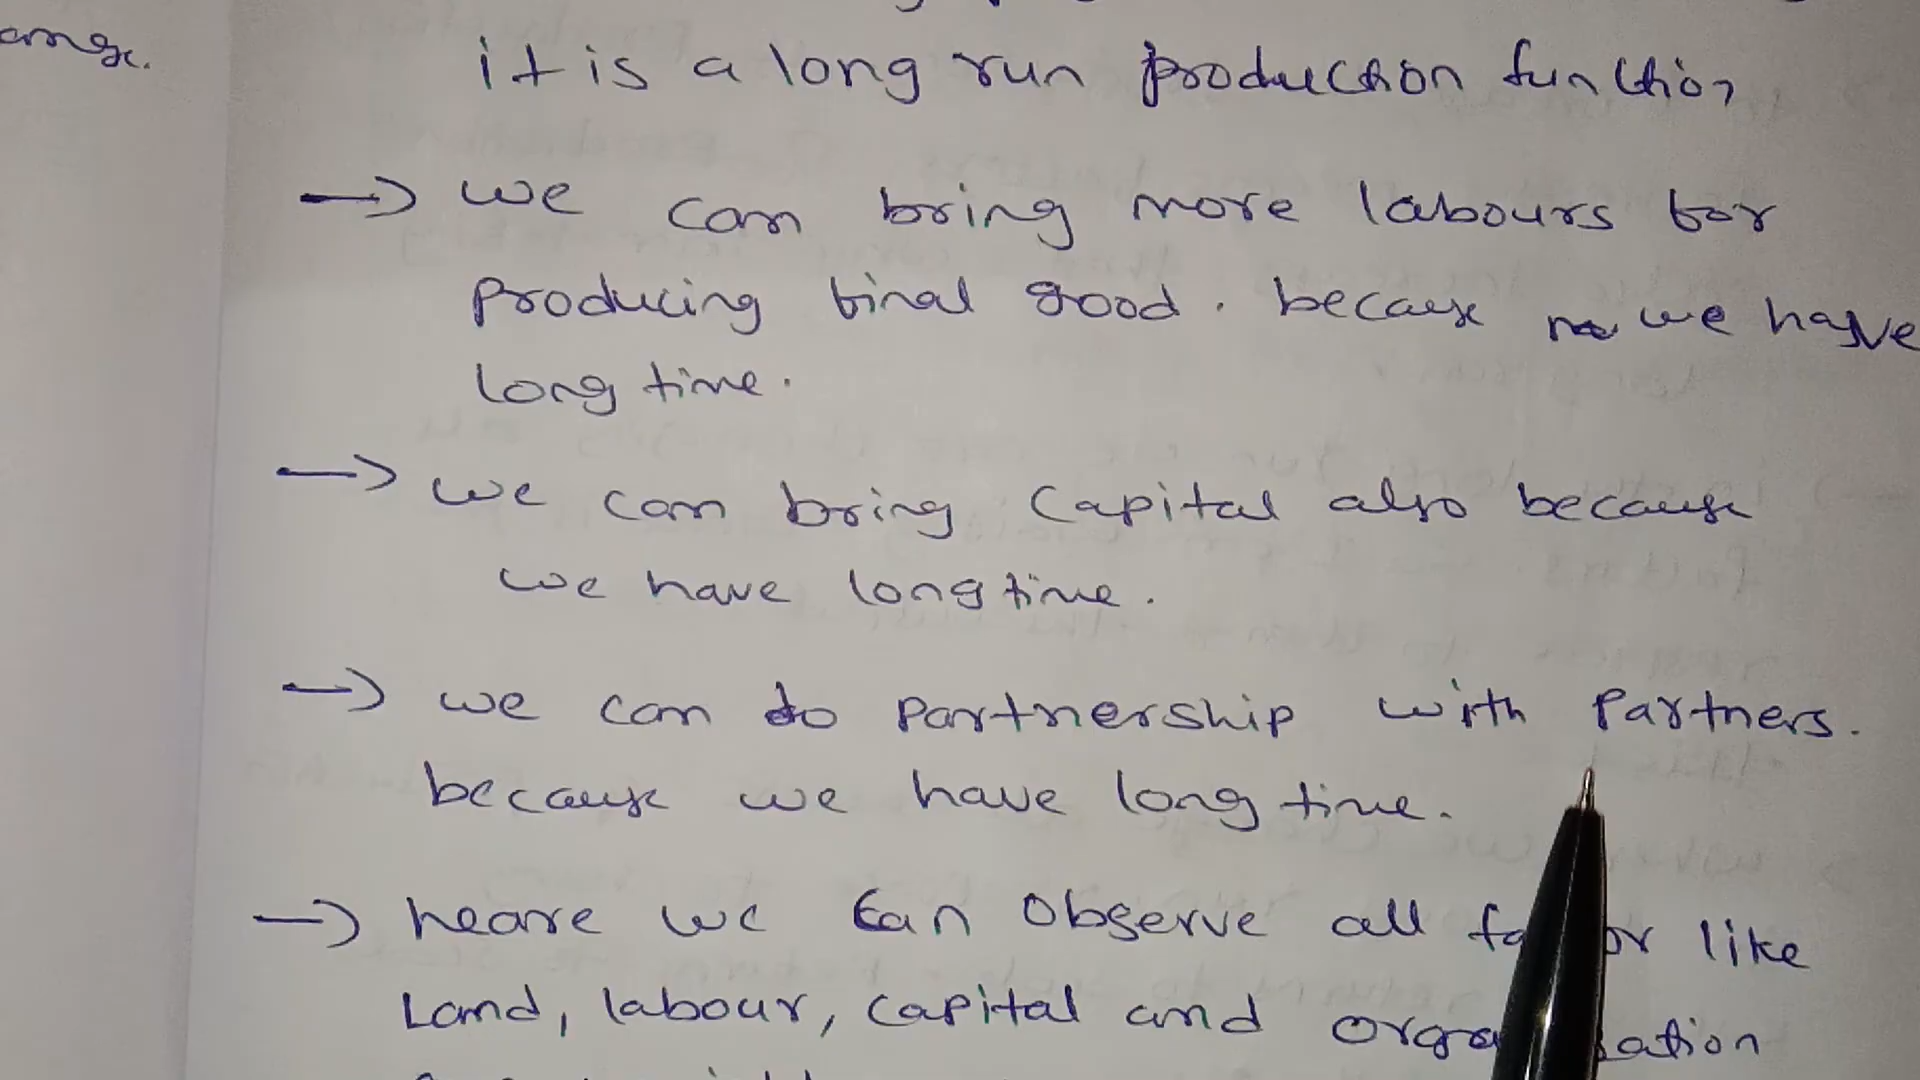 it is a long run production function
→ we can bring more labours for
producing final good. because we have
long time.
→ we can bring capital also because
we have long time.
→ we can do partnership with Partners.
because we have long time.
→ heare we can observe all like
Land, labour, capital and